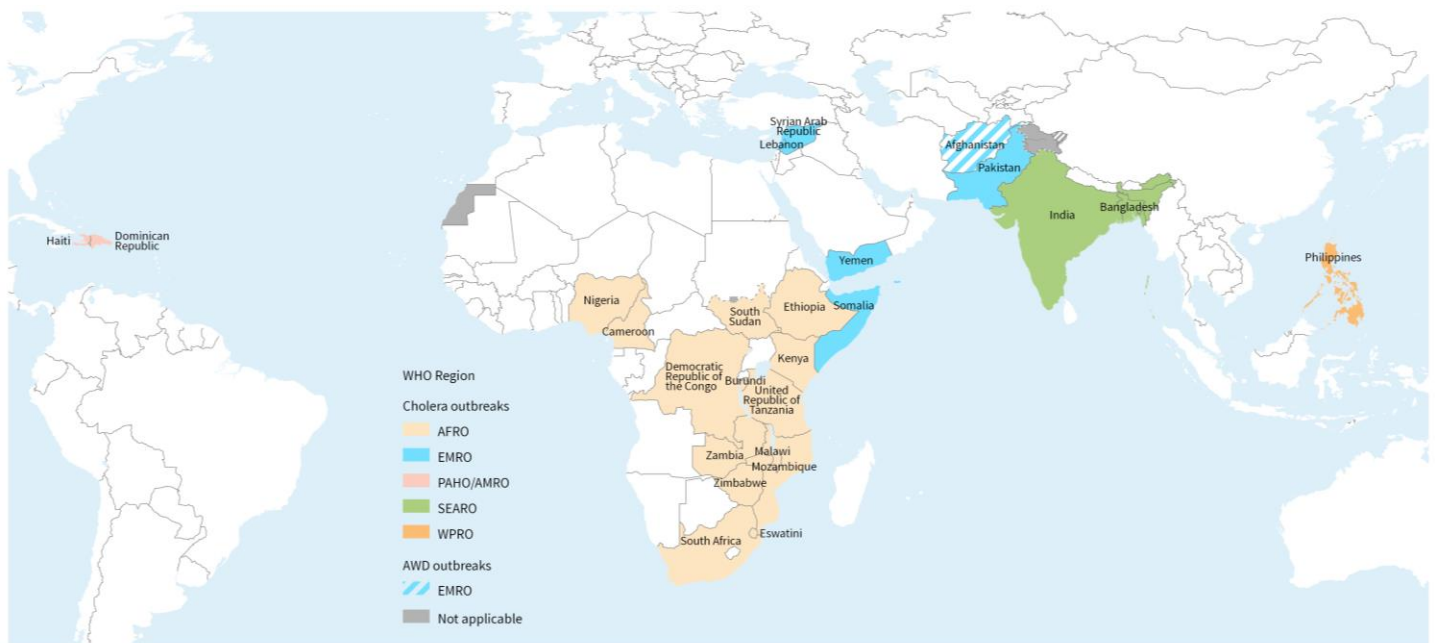 Syrian Arab
Republic
Lebanon
Afghanistan
Pakistan
India
Bangladesh
Philippines
Haiti
Dominican
Republic
Yemen
Somalia
Nigeria
Cameroon
South
Sudan
Ethiopia
Kenya
Democratic
Republic of
the Congo
Burundi
United
Republic of
Tanzania
Zambia
Malawi
Mozambique
Zimbabwe
South Africa
Eswatini
WHO Region
Cholera outbreaks
AFRO
EMRO
PAHO/AMRO
SEARO
WPRO
AWD outbreaks
EMRO
Not applicable